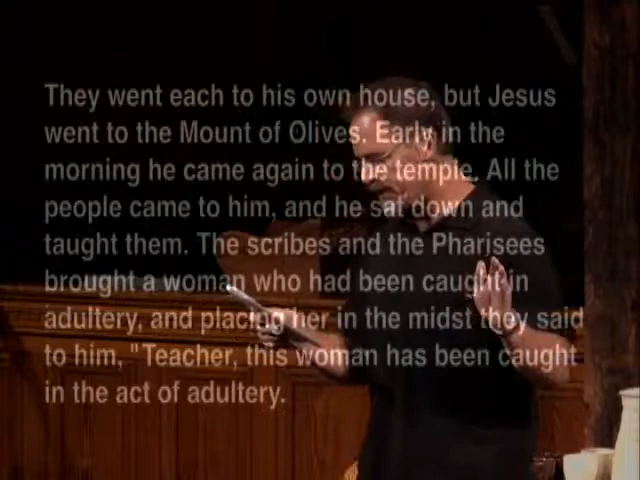 They went each to his own house, but Jesus
went to the Mount of Olives. Early in the
morning he came again to the temple. All the
people came to him, and he sat down and
taught them. The scribes and the Pharisees
brought a woman who had been caught in
adultery, and placing her in the midst they said
to him, "Teacher, this woman has been caught
in the act of adultery.